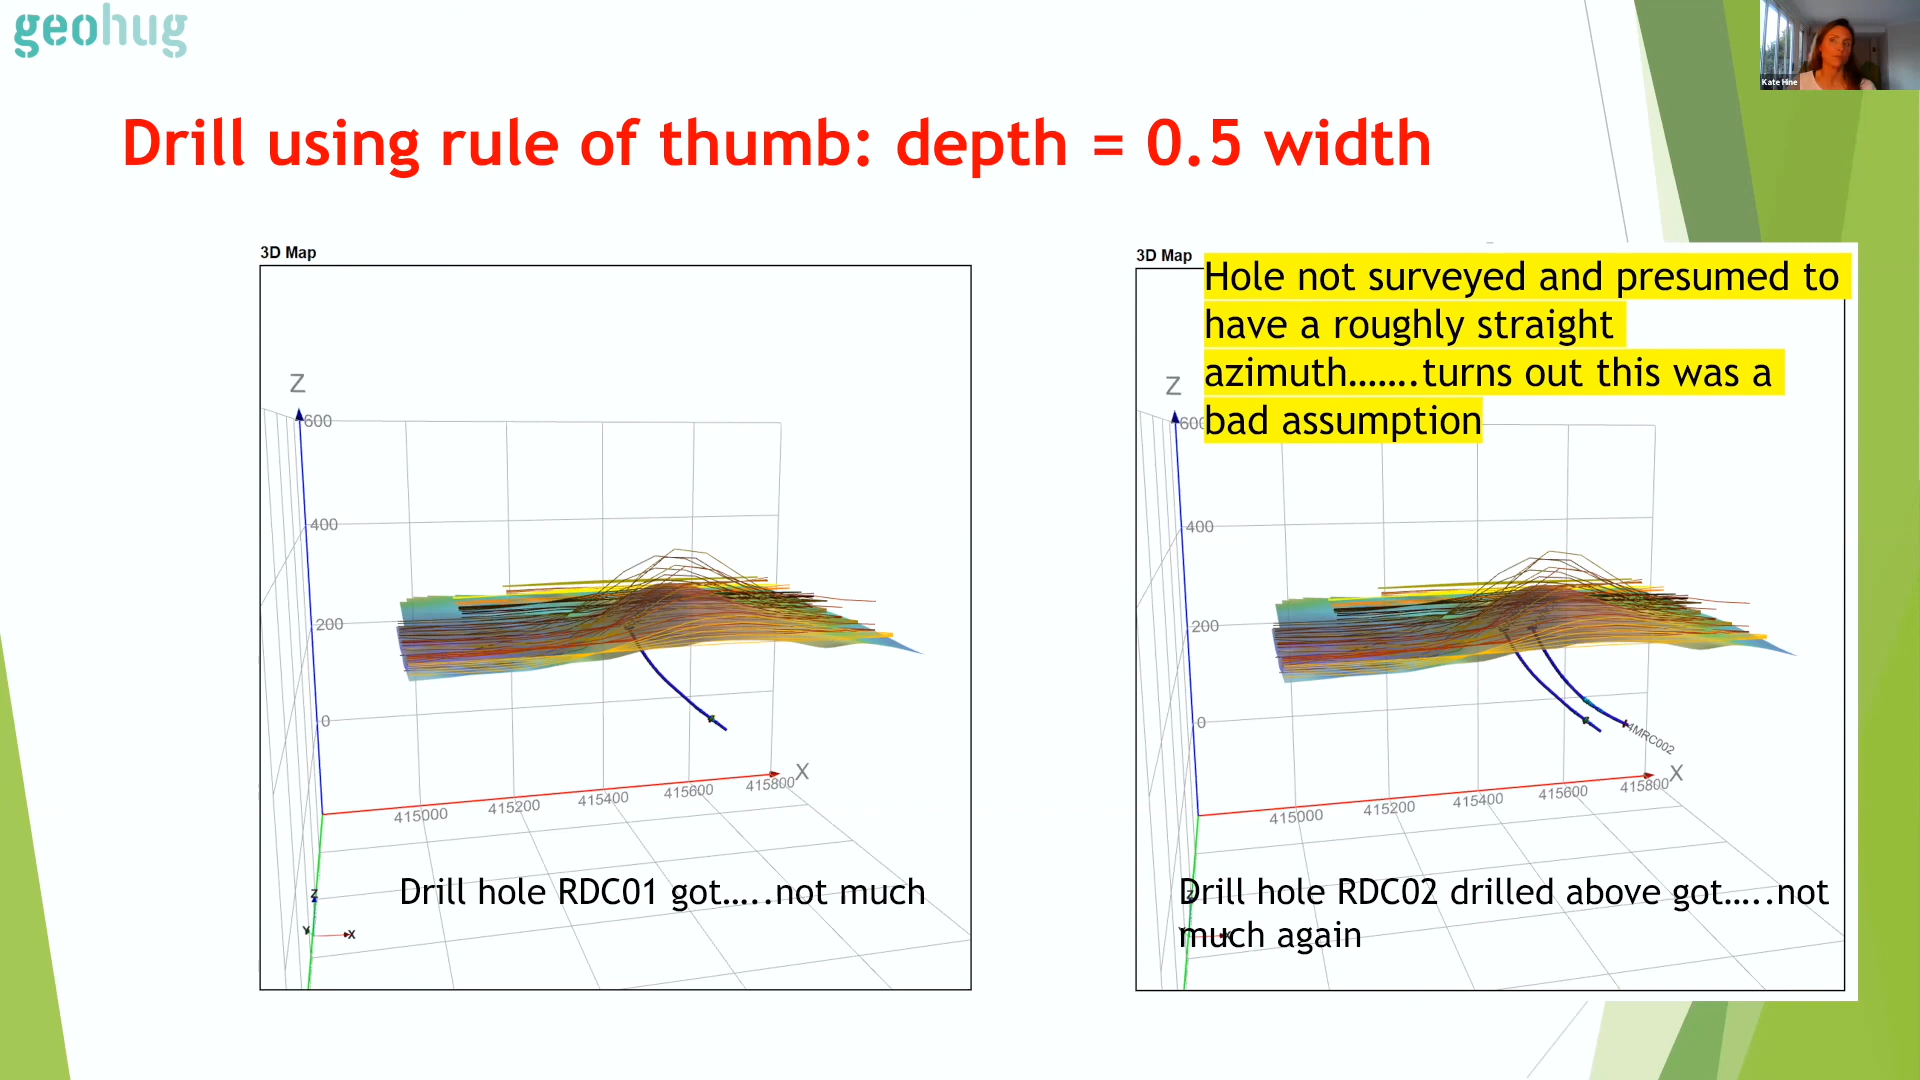 geohug
Kate Hine
Drill using rule of thumb: depth = 0.5 width
3D Map
Z
600
400
200
0
415000
415200
415400
415600
415800
X
Z
Y
X
Drill hole RDC01 got.....not much
3D Map
Hole not surveyed and presumed to
have a roughly straight
azimuth.......turns out this was a
bad assumption
Z
600
400
200
0
415000
415200
415400
415600
415800
X
Drill hole RDC02 drilled above got.....not
much again